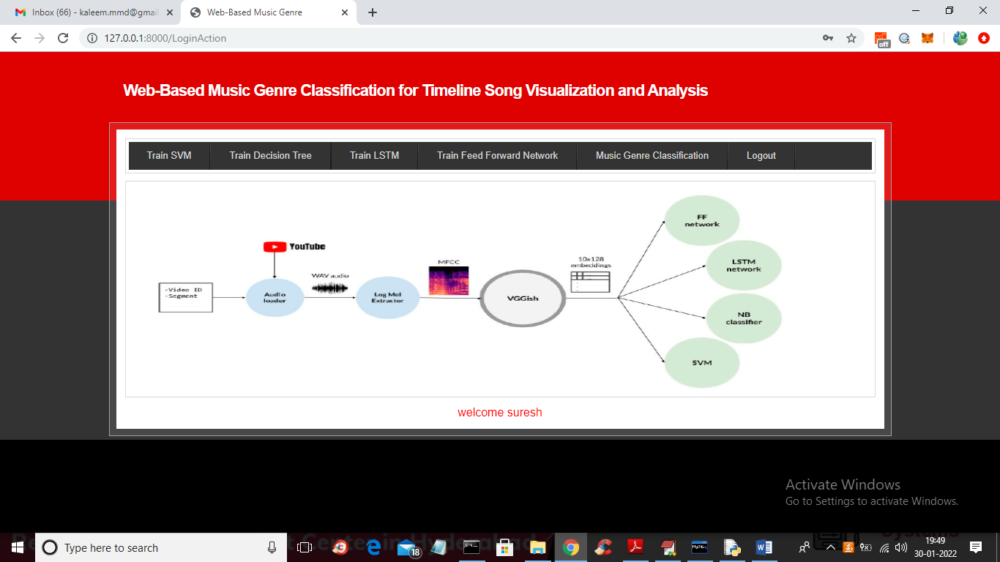 Inbox (66) - kaleem.mmd@gmail
Web-Based Music Genre
127.0.0.1:8000/LoginAction
off
Web-Based Music Genre Classification for Timeline Song Visualization and Analysis
Train SVM
Train Decision Tree
Train LSTM
Train Feed Forward Network
Music Genre Classification
Logout
YouTube
-Video ID
-Segment
Audio
loader
WAV audio
Log Mel
Extractor
MFCC
VGGish
10x128
embeddings
FF
network
LSTM
network
NB
classifier
SVM
welcome suresh
Activate Windows
Go to Settings to activate Windows.
Type here to search
18
MySQL
19:49
30-01-2022